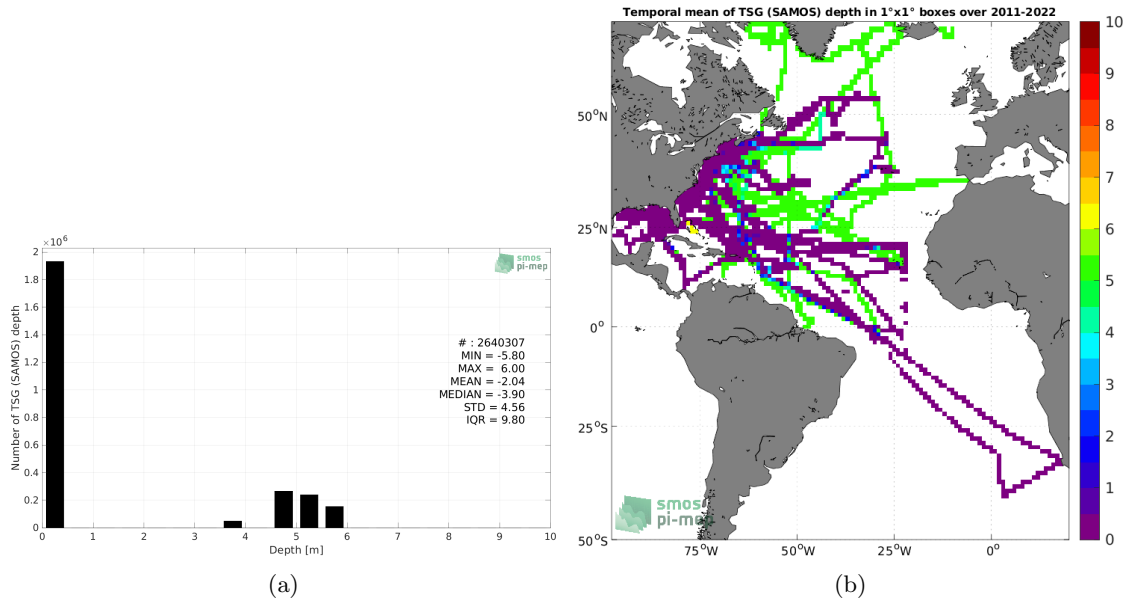 ×10⁶
2
1.8
1.6
1.4
1.2
1
0.8
0.6
0.4
0.2
0
Number of TSG (SAMOS) depth
smos
pi-mep
# : 2640307
MIN = -5.80
MAX = 6.00
MEAN = -2.04
MEDIAN = -3.90
STD = 4.56
IQR = 9.80
0 1 2 3 4 5 6 7 8 9 10
Depth [m]
(a)
Temporal mean of TSG (SAMOS) depth in 1°x1° boxes over 2011-2022
50°N
25°N
0°
25°S
50°S
75°W 50°W 25°W 0°
smos
pi-mep
10
9
8
7
6
5
4
3
2
1
0
(b)